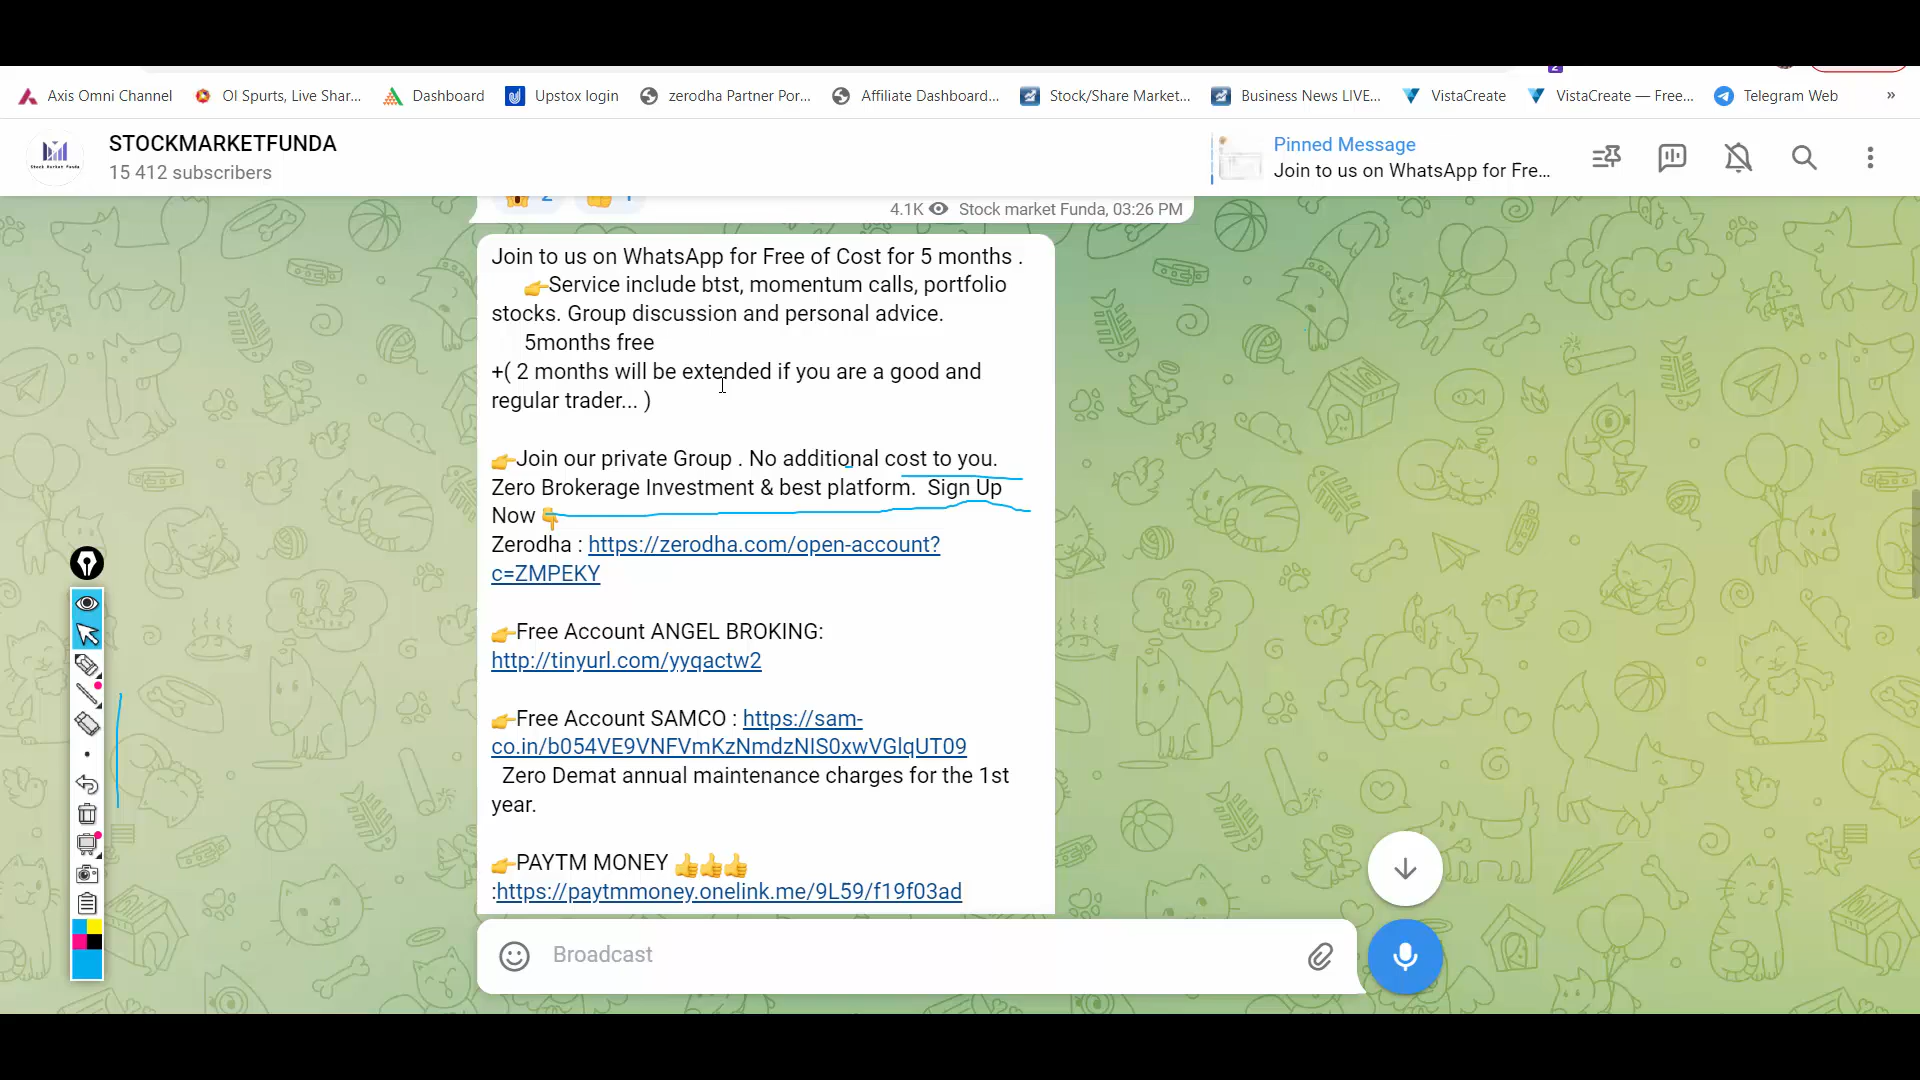 Axis Omni Channel
OI Spurts, Live Shar...
Dashboard
Upstox login
zerodha Partner Por...
Affiliate Dashboard...
Stock/Share Market...
Business News LIVE...
VistaCreate
VistaCreate — Free...
Telegram Web
»
STOCKMARKETFUNDA
15 412 subscribers
Pinned Message
Join to us on WhatsApp for Fre...
2
4.1K Stock market Funda, 03:26 PM
Join to us on WhatsApp for Free of Cost for 5 months .
👉Service include btst, momentum calls, portfolio
stocks. Group discussion and personal advice.
5months free
+( 2 months will be extended if you are a good and
regular trader... )
👉Join our private Group . No additional cost to you.
Zero Brokerage Investment & best platform.  Sign Up
Now 👇
Zerodha : https://zerodha.com/open-account?
c=ZMPEKY
👉Free Account ANGEL BROKING:
http://tinyurl.com/yyqactw2
👉Free Account SAMCO : https://sam-
co.in/b054VE9VNFVmKzNmdzNIS0xwVGlqUT09
Zero Demat annual maintenance charges for the 1st
year.
👉PAYTM MONEY 👍👍👍
:https://paytmmoney.onelink.me/9L59/f19f03ad
Broadcast